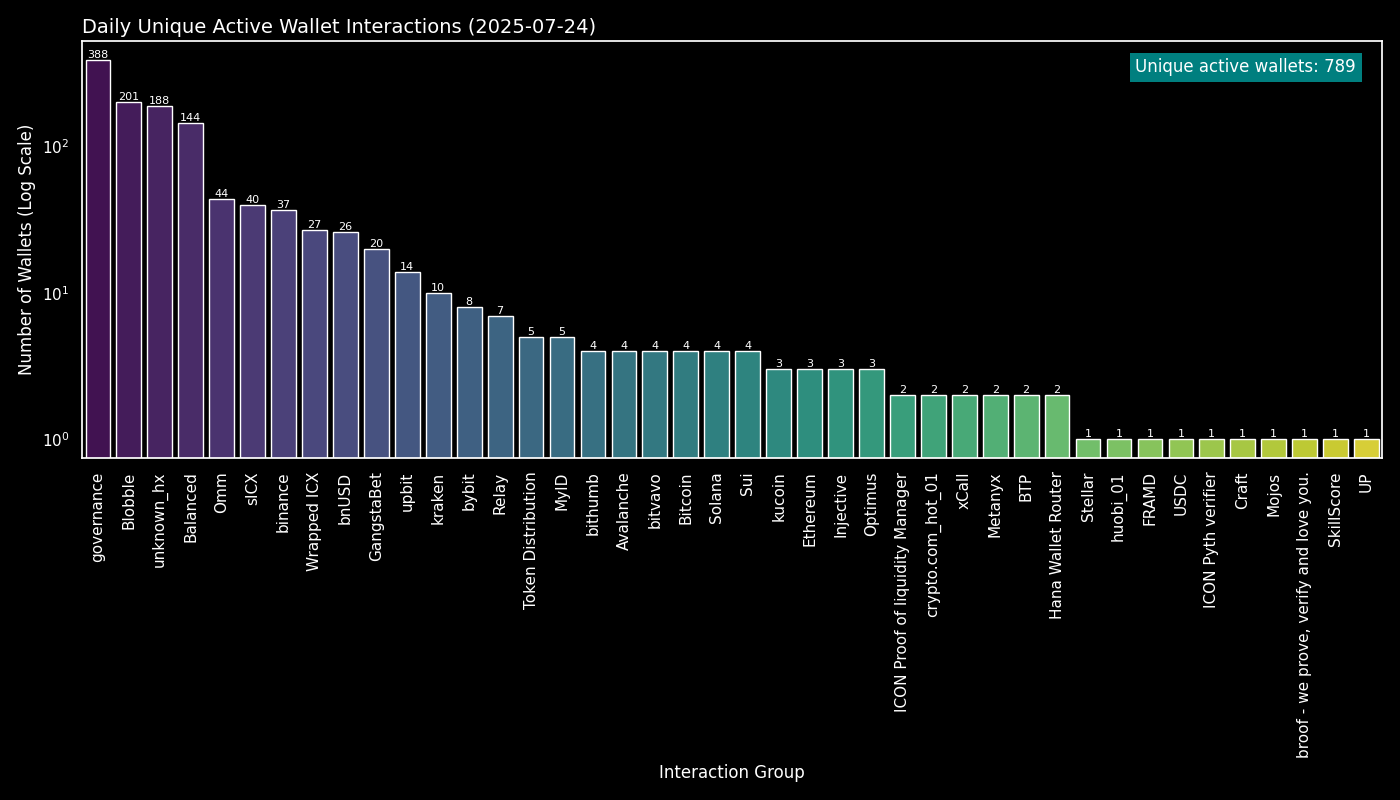 Daily Unique Active Wallet Interactions (2025-07-24)
Unique active wallets: 789
Number of Wallets (Log Scale)
10²
10¹
10⁰
388
201
188
144
44
40
37
27
26
20
14
10
8
7
5
5
4
4
4
4
4
4
3
3
3
3
2
2
2
2
2
2
1
1
1
1
1
1
1
1
1
1
governance
Blobble
unknown_hx
Balanced
Omm
sICX
binance
Wrapped ICX
bnUSD
GangstaBet
upbit
kraken
bybit
Relay
Token Distribution
MyID
bithumb
Avalanche
bitvavo
Bitcoin
Solana
Sui
kucoin
Ethereum
Injective
Optimus
ICON Proof of liquidity Manager
crypto.com_hot_01
xCall
Metanyx
BTP
Hana Wallet Router
Stellar
huobi_01
FRAMD
USDC
ICON Pyth verifier
Craft
Mojos
broof - we prove, verify and love you.
SkillScore
UP
Interaction Group